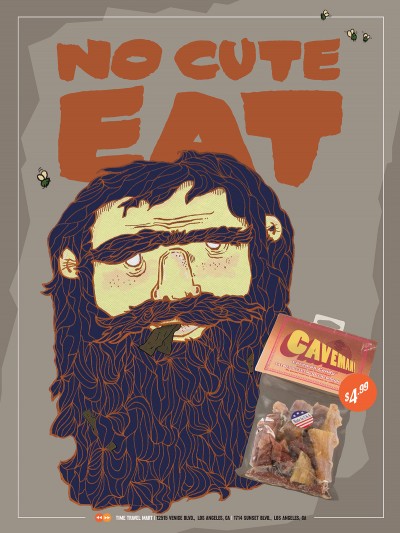 NO CUTE
EAT
CAVEMAN
$4.99
TIME TRAVEL MART | 12515 VENICE BLVD., LOS ANGELES, CA | 1714 SUNSET BLVD., LOS ANGELES, CA